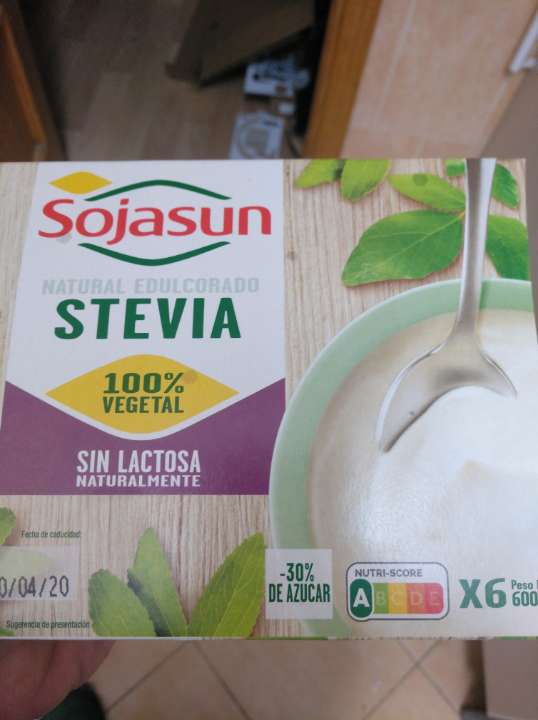 Sojasun
NATURAL EDULCORADO
STEVIA
100%
VEGETAL
SIN LACTOSA
NATURALMENTE
Fecha de caducidad:
0/04/20
Sugerencia de presentación
-30%
DE AZUCAR
NUTRI-SCORE
A B C D E
X6
Peso
600